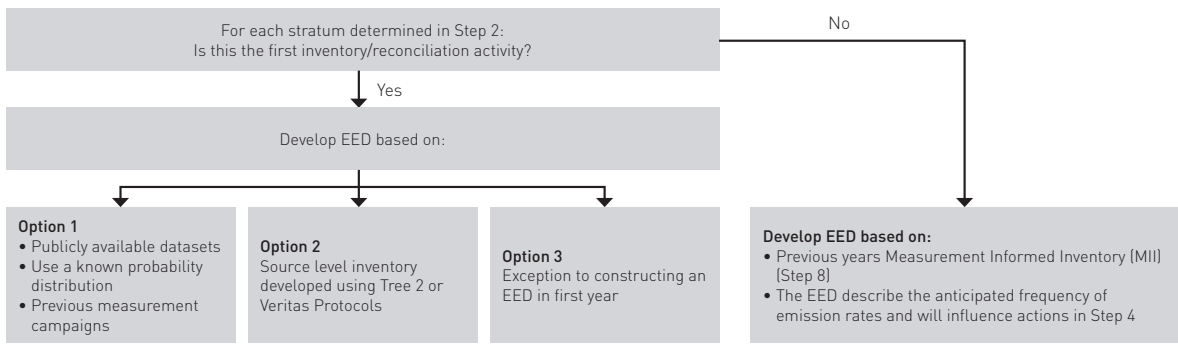 For each stratum determined in Step 2:
Is this the first inventory/reconciliation activity?
No
Yes
Develop EED based on:
Option 1
• Publicly available datasets
• Use a known probability
distribution
• Previous measurement
campaigns
Option 2
Source level inventory
developed using Tree 2 or
Veritas Protocols
Option 3
Exception to constructing an
EED in first year
Develop EED based on:
• Previous years Measurement Informed Inventory (MII)
(Step 8)
• The EED describe the anticipated frequency of
emission rates and will influence actions in Step 4